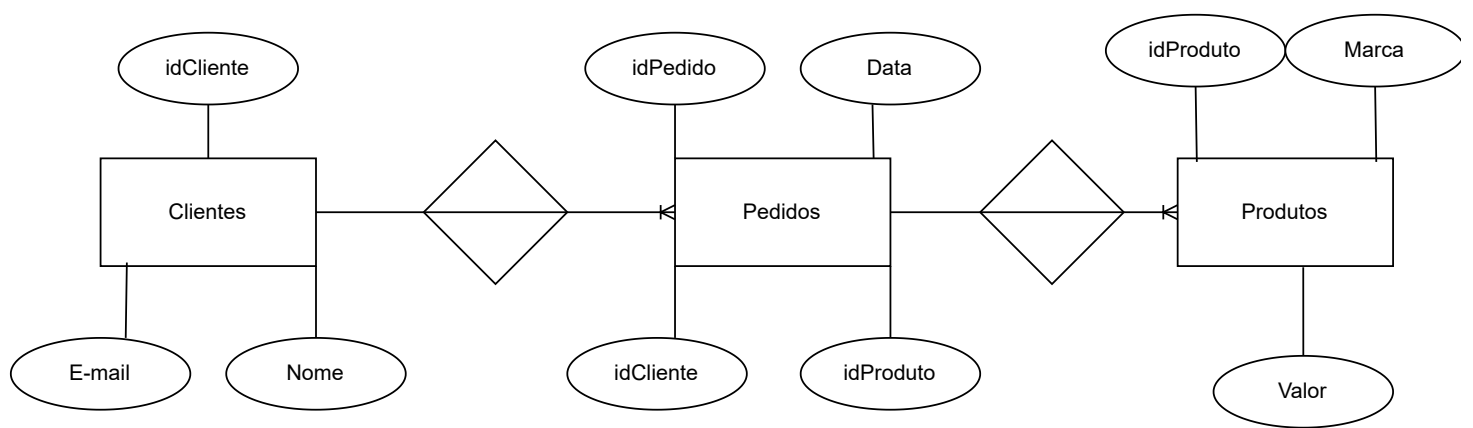 idCliente
idPedido
Data
idProduto
Marca
Clientes
Pedidos
Produtos
E-mail
Nome
idCliente
idProduto
Valor